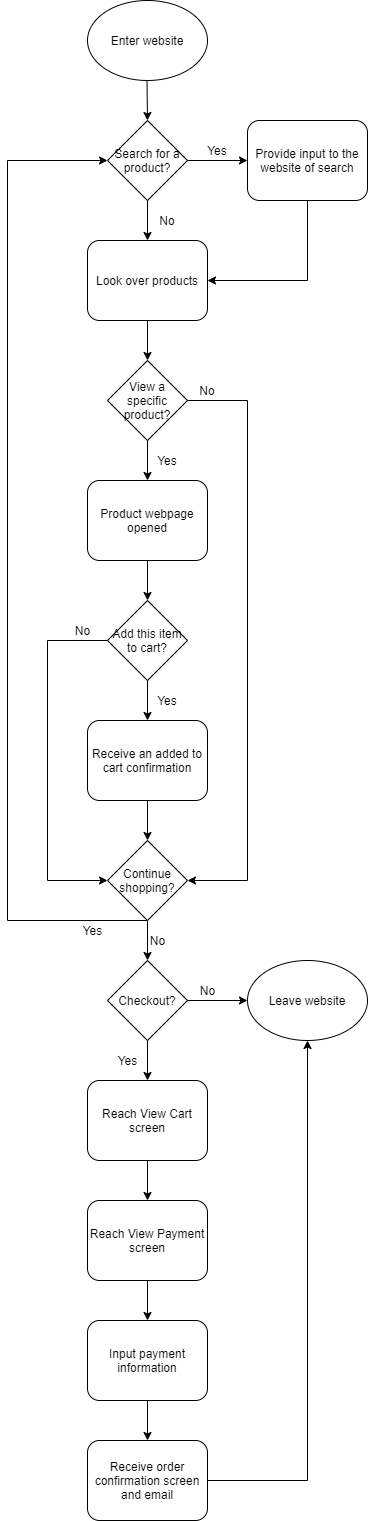 Enter website
Search for a
product?
Yes
Provide input to the
website of search
No
Look over products
View a
specific
product?
No
Yes
Product webpage
opened
No
Add this item
to cart?
Yes
Receive an added to
cart confirmation
Continue
shopping?
Yes
No
Checkout?
No
Leave website
Yes
Reach View Cart
screen
Reach View Payment
screen
Input payment
information
Receive order
confirmation screen
and email